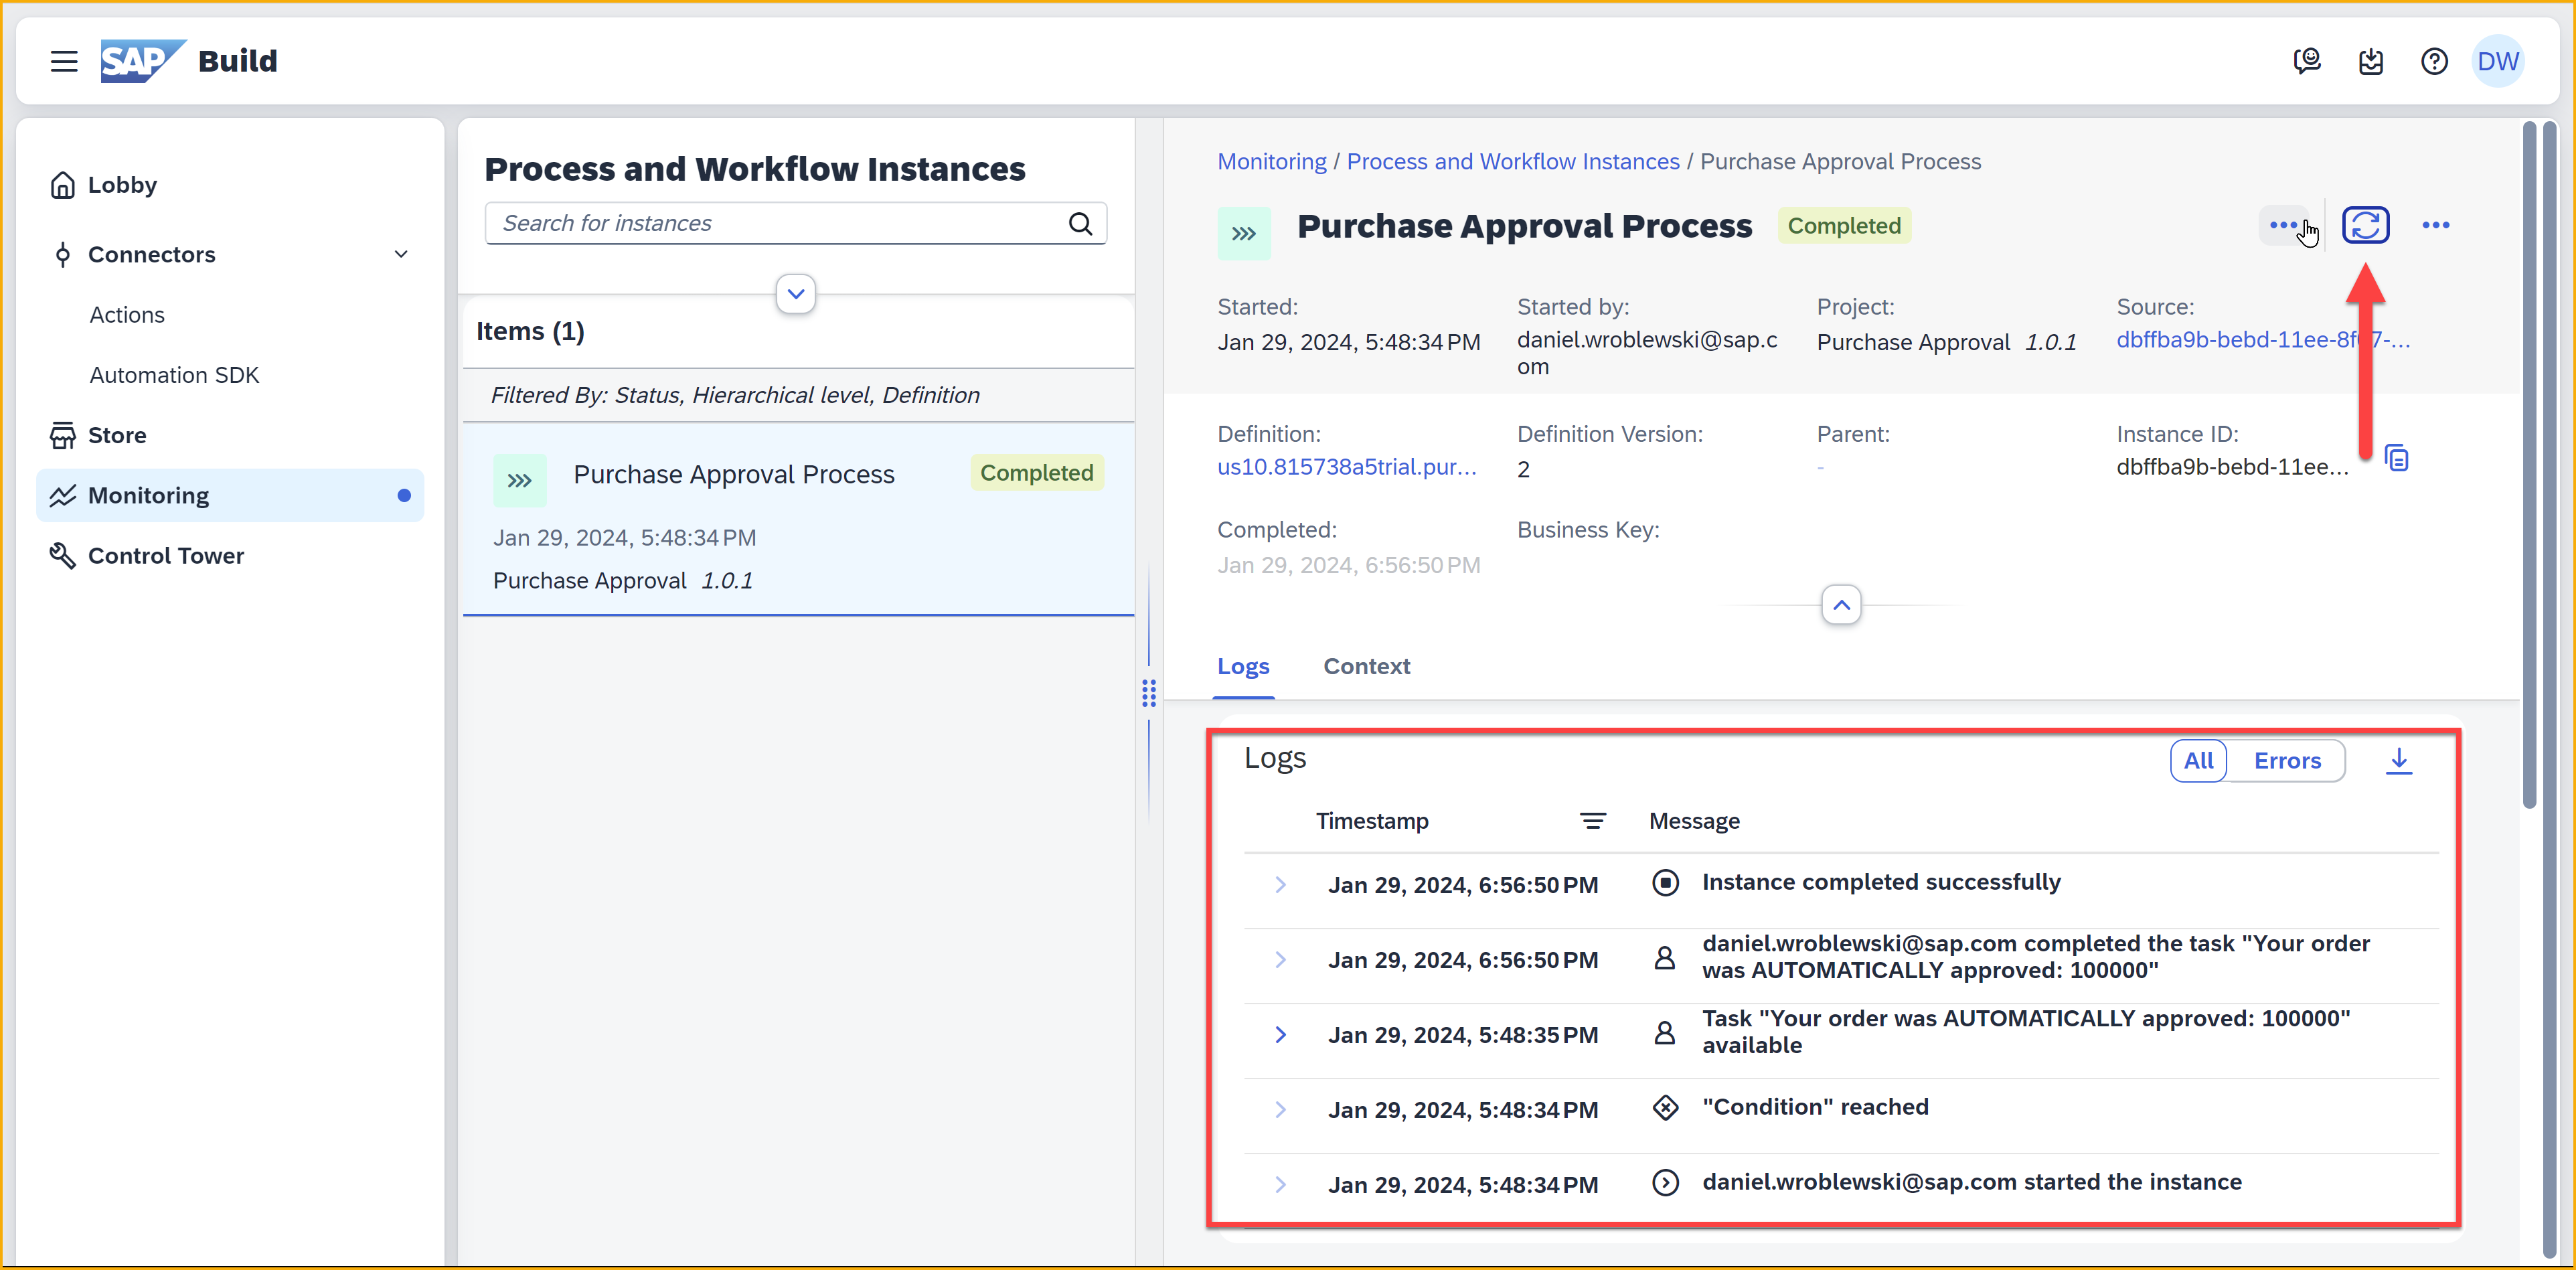 SAP Build
DW
Lobby
Connectors
Actions
Automation SDK
Store
Monitoring
Control Tower
Process and Workflow Instances
Search for instances
Items (1)
Filtered By: Status, Hierarchical level, Definition
Purchase Approval Process
Completed
Jan 29, 2024, 5:48:34 PM
Purchase Approval 1.0.1
Monitoring / Process and Workflow Instances / Purchase Approval Process
Purchase Approval Process
Completed
Started:
Jan 29, 2024, 5:48:34 PM
Started by:
daniel.wroblewski@sap.c
om
Project:
Purchase Approval 1.0.1
Source:
dbffba9b-bebd-11ee-8f 7-...
Definition:
us10.815738a5trial.pur...
Definition Version:
2
Parent:
-
Instance ID:
dbffba9b-bebd-11ee...
Completed:
Jan 29, 2024, 6:56:50 PM
Business Key:
Logs
Context
Logs
All
Errors
Timestamp
Message
Jan 29, 2024, 6:56:50 PM
Instance completed successfully
Jan 29, 2024, 6:56:50 PM
daniel.wroblewski@sap.com completed the task "Your order
was AUTOMATICALLY approved: 100000"
Jan 29, 2024, 5:48:35 PM
Task "Your order was AUTOMATICALLY approved: 100000"
available
Jan 29, 2024, 5:48:34 PM
"Condition" reached
Jan 29, 2024, 5:48:34 PM
daniel.wroblewski@sap.com started the instance